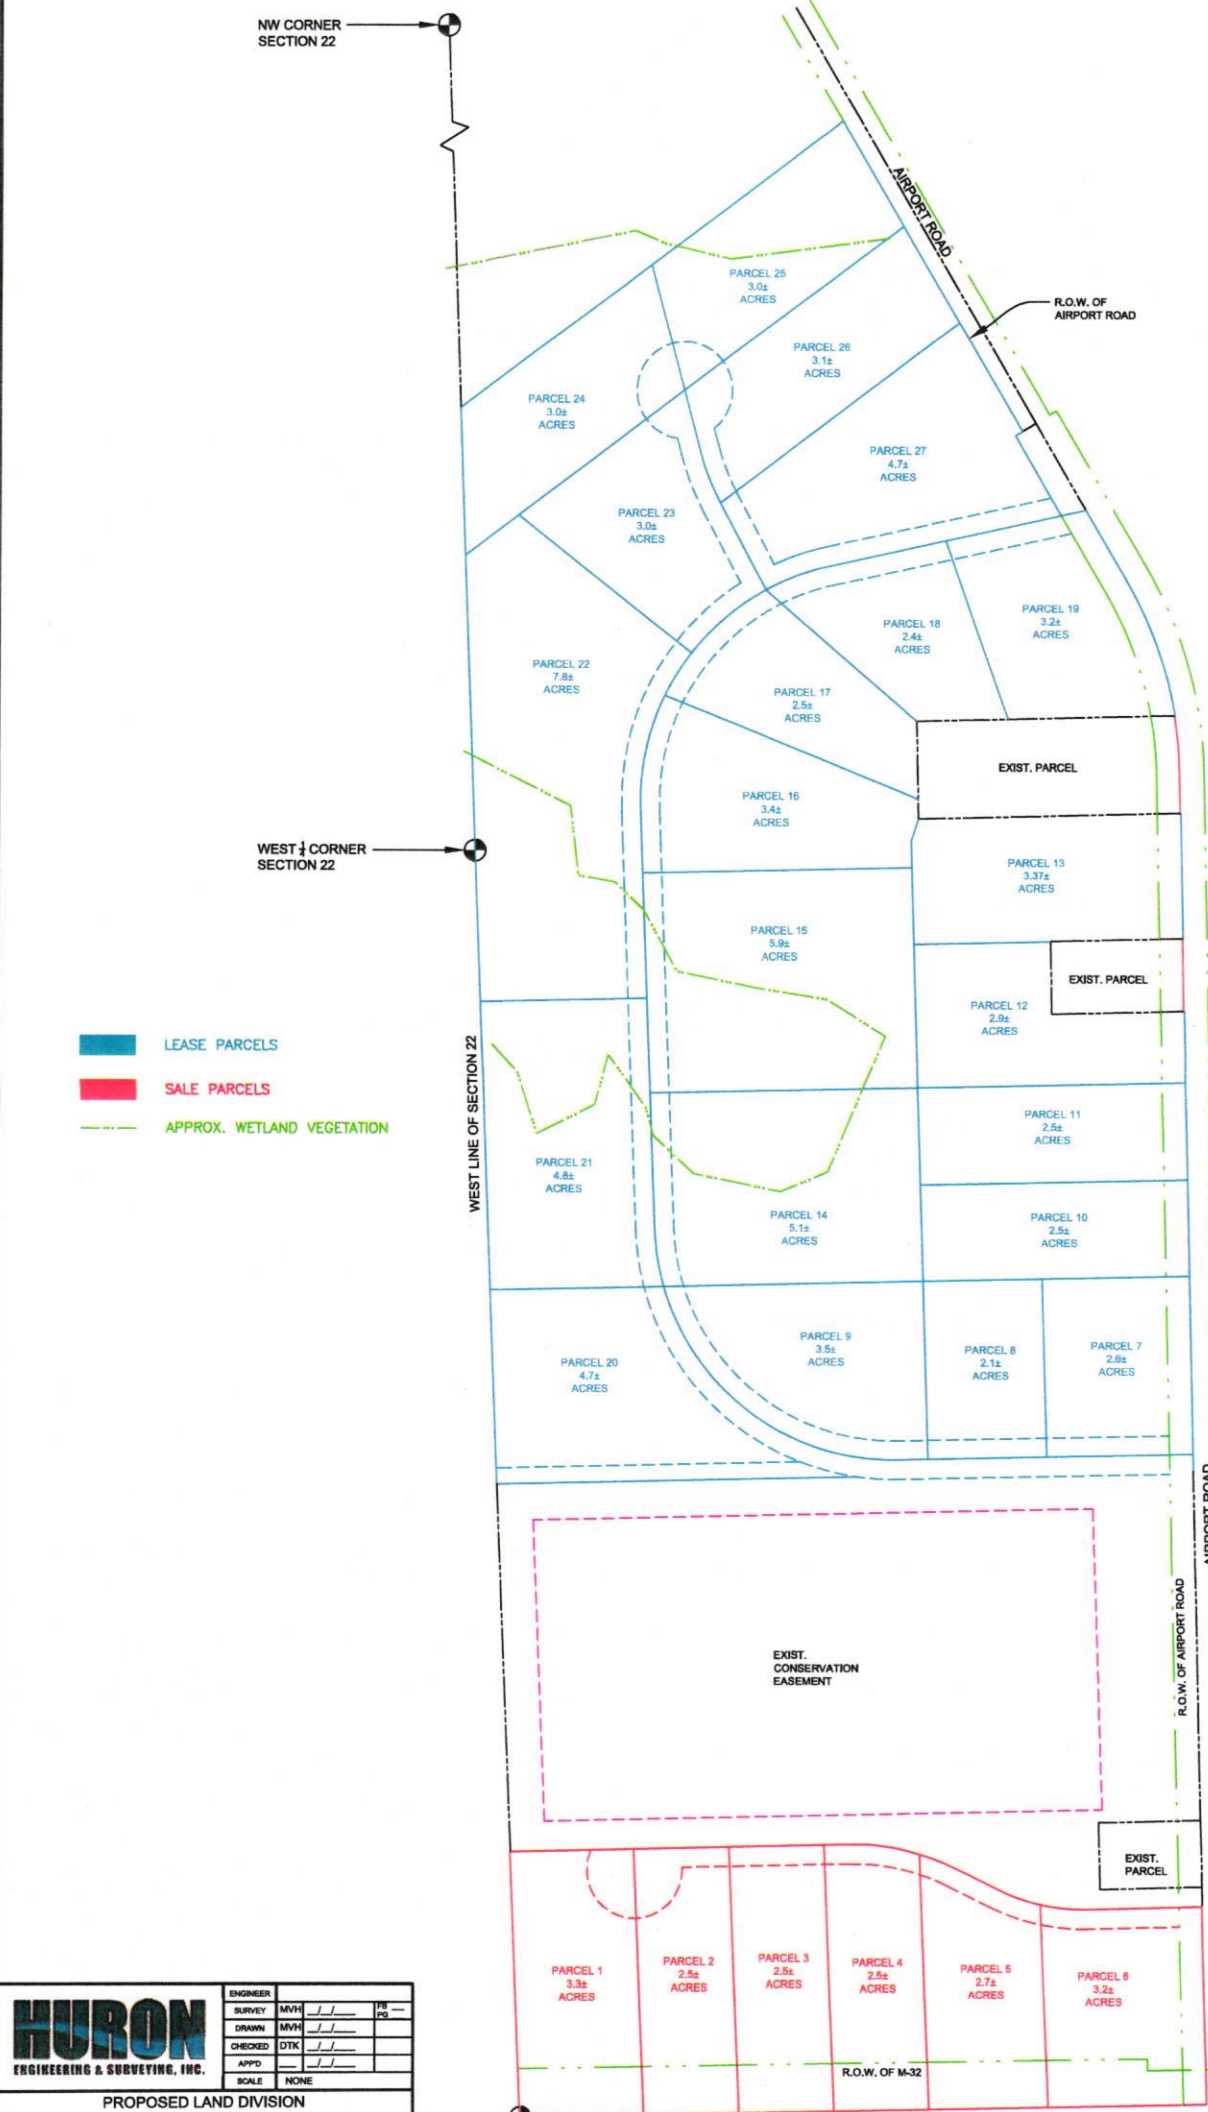 NW CORNER
SECTION 22
AIRPORT ROAD
R.O.W. OF
AIRPORT ROAD
PARCEL 25
3.0±
ACRES
PARCEL 26
3.1±
ACRES
PARCEL 24
3.0±
ACRES
PARCEL 27
4.7±
ACRES
PARCEL 23
3.0±
ACRES
PARCEL 19
3.2±
ACRES
PARCEL 18
2.4±
ACRES
PARCEL 22
7.8±
ACRES
PARCEL 17
2.5±
ACRES
EXIST. PARCEL
PARCEL 16
3.4±
ACRES
WEST ¼ CORNER
SECTION 22
PARCEL 13
3.37±
ACRES
PARCEL 15
5.9±
ACRES
EXIST. PARCEL
PARCEL 12
2.9±
ACRES
LEASE PARCELS
SALE PARCELS
APPROX. WETLAND VEGETATION
WEST LINE OF SECTION 22
PARCEL 11
2.5±
ACRES
PARCEL 21
4.8±
ACRES
PARCEL 14
5.1±
ACRES
PARCEL 10
2.5±
ACRES
PARCEL 9
3.5±
ACRES
PARCEL 8
2.1±
ACRES
PARCEL 7
2.6±
ACRES
PARCEL 20
4.7±
ACRES
AIRPORT ROAD
R.O.W. OF AIRPORT ROAD
EXIST.
CONSERVATION
EASEMENT
EXIST.
PARCEL
PARCEL 1
3.3±
ACRES
PARCEL 2
2.5±
ACRES
PARCEL 3
2.5±
ACRES
PARCEL 4
2.5±
ACRES
PARCEL 5
2.7±
ACRES
PARCEL 6
3.2±
ACRES
R.O.W. OF M-32
HURON
ENGINEERING & SURVEYING, INC.
ENGINEER
SURVEY MVH _/_/__ FB __
PG
DRAWN MVH _/_/__
CHECKED DTK _/_/__
APP'D __ _/_/__
SCALE NONE
PROPOSED LAND DIVISION